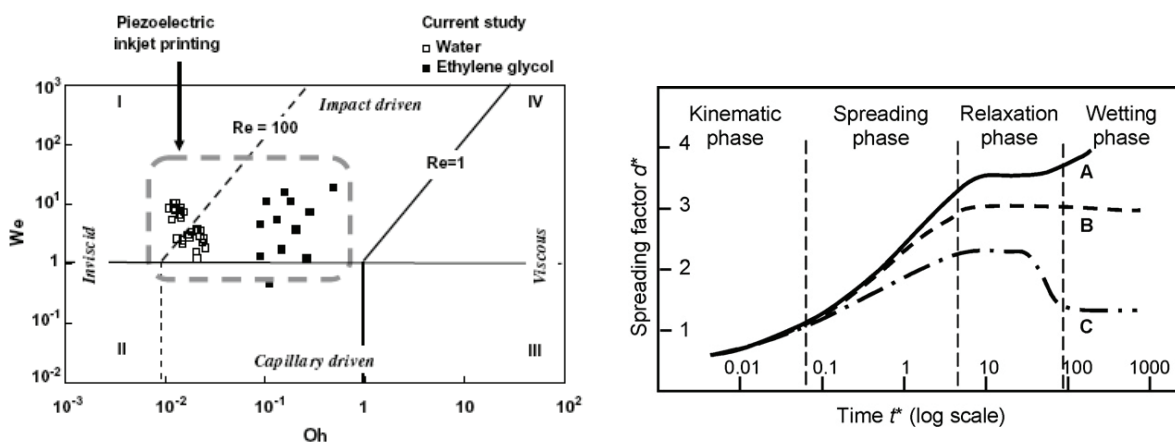 Piezoelectric
inkjet printing
Current study
Water
Ethylene glycol
I
Impact driven
IV
Re = 100
Re=1
Inviscid
Viscous
II
Capillary driven
III
We
10³
10²
10¹
1
10⁻¹
10⁻²
10⁻³
10⁻²
10⁻¹
1
10
10²
Oh
Kinematic
phase
Spreading
phase
Relaxation
phase
Wetting
phase
A
B
C
Spreading factor d*
4
3
2
1
0.01
0.1
1
10
100
1000
Time t* (log scale)